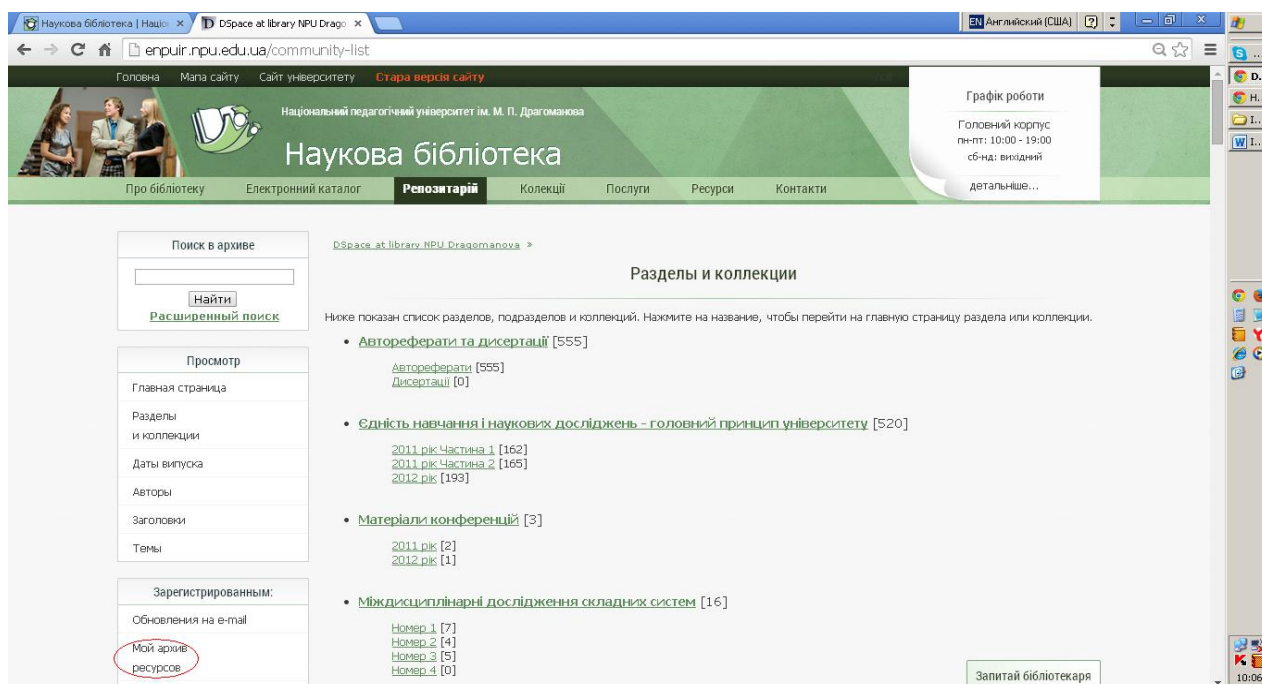 Наукова бібліотека | Націо
DSpace at library NPU Drago
EN Английский (США)
enpuir.npu.edu.ua/community-list
Головна Мапа сайту Сайт університету Стара версія сайту
Національний педагогічний університет ім. М. П. Драгоманова
Наукова бібліотека
Графік роботи
Головний корпус
пн-пт: 10:00 - 19:00
сб-нд: вихідний
детальніше...
Про бібліотеку Електронний каталог Репозитарій Колекції Послуги Ресурси Контакти
Поиск в архиве
Найти
Расширенный поиск
Просмотр
Главная страница
Разделы
и коллекции
Даты випуска
Авторы
Заголовки
Темы
Зарегистрированным:
Обновления на e-mail
Мой архив
ресурсов
DSpace at library NPU Dragomanova »
Разделы и коллекции
Ниже показан список разделов, подразделов и коллекций. Нажмите на название, чтобы перейти на главную страницу раздела или коллекции.
• Автореферати та дисертації [555]
Автореферати [555]
Дисертації [0]
• Єдність навчання і наукових досліджень - головний принцип університету [520]
2011 рік Частина 1 [162]
2011 рік Частина 2 [165]
2012 рік [193]
• Матеріали конференцій [3]
2011 рік [2]
2012 рік [1]
• Міждисциплінарні дослідження складних систем [16]
Номер 1 [7]
Номер 2 [4]
Номер 3 [5]
Номер 4 [0]
Запитай бібліотекаря
D.
H.
I..
I..
10:06